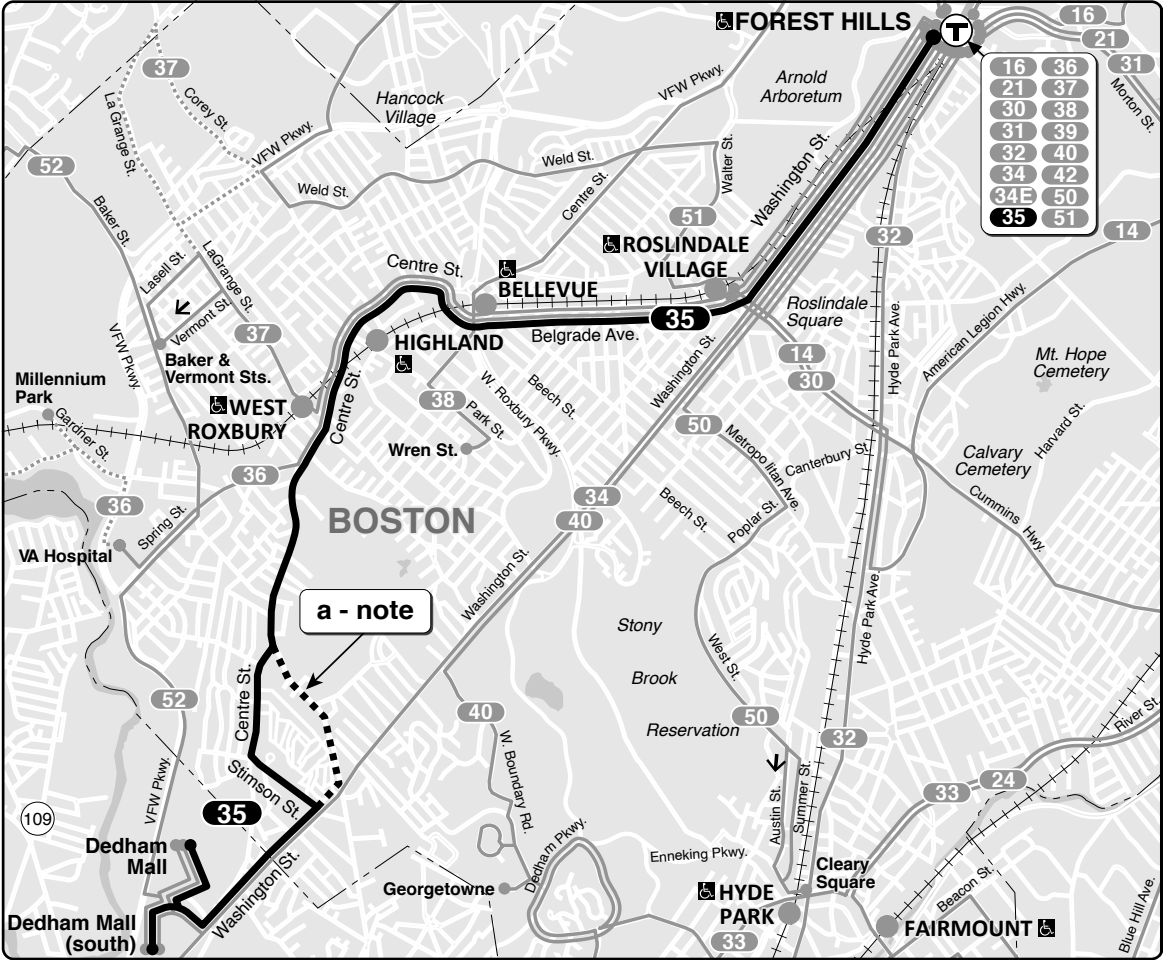 FOREST HILLS
T
16
21
31
Morton St.
16 36
21 37
30 38
31 39
32 40
34 42
34E 50
35 51
37
Corey St.
La Grange St.
Hancock
Village
VFW Pkwy.
VFW Pkwy.
Arnold
Arboretum
52
Weld St.
Weld St.
Walter St.
Washington St.
Centre St.
51
Baker St.
ROSLINDALE
VILLAGE
32
14
Lasell St.
LaGrange St.
Vermont St.
Centre St.
BELLEVUE
Roslindale
Square
American Legion Hwy.
Hyde Park Ave.
35
Belgrade Ave.
37
HIGHLAND
VFW Pkwy.
Baker &
Vermont Sts.
Washington St.
14
30
Mt. Hope
Cemetery
Millennium
Park
Gardner St.
WEST
ROXBURY
Centre St.
38
Park St.
W. Roxbury Pkwy.
Beech St.
Wren St.
50
Metropolitan Ave.
Canterbury St.
Harvard St.
Calvary
Cemetery
36
36
Spring St.
VA Hospital
BOSTON
34
40
Beech St.
Poplar St.
Cummins Hwy.
Washington St.
a - note
Hyde Park Ave.
Stony
Brook
Reservation
West St.
Centre St.
52
40
W. Boundary Rd.
50
32
River St.
VFW Pkwy.
Stimson St.
35
109
Austin St.
Summer St.
33
24
Dedham
Mall
Washington St.
Dedham Pkwy.
Enneking Pkwy.
Cleary
Square
Georgetowne
HYDE
PARK
Beacon St.
Dedham Mall
(south)
33
FAIRMOUNT
Blue Hill Ave.